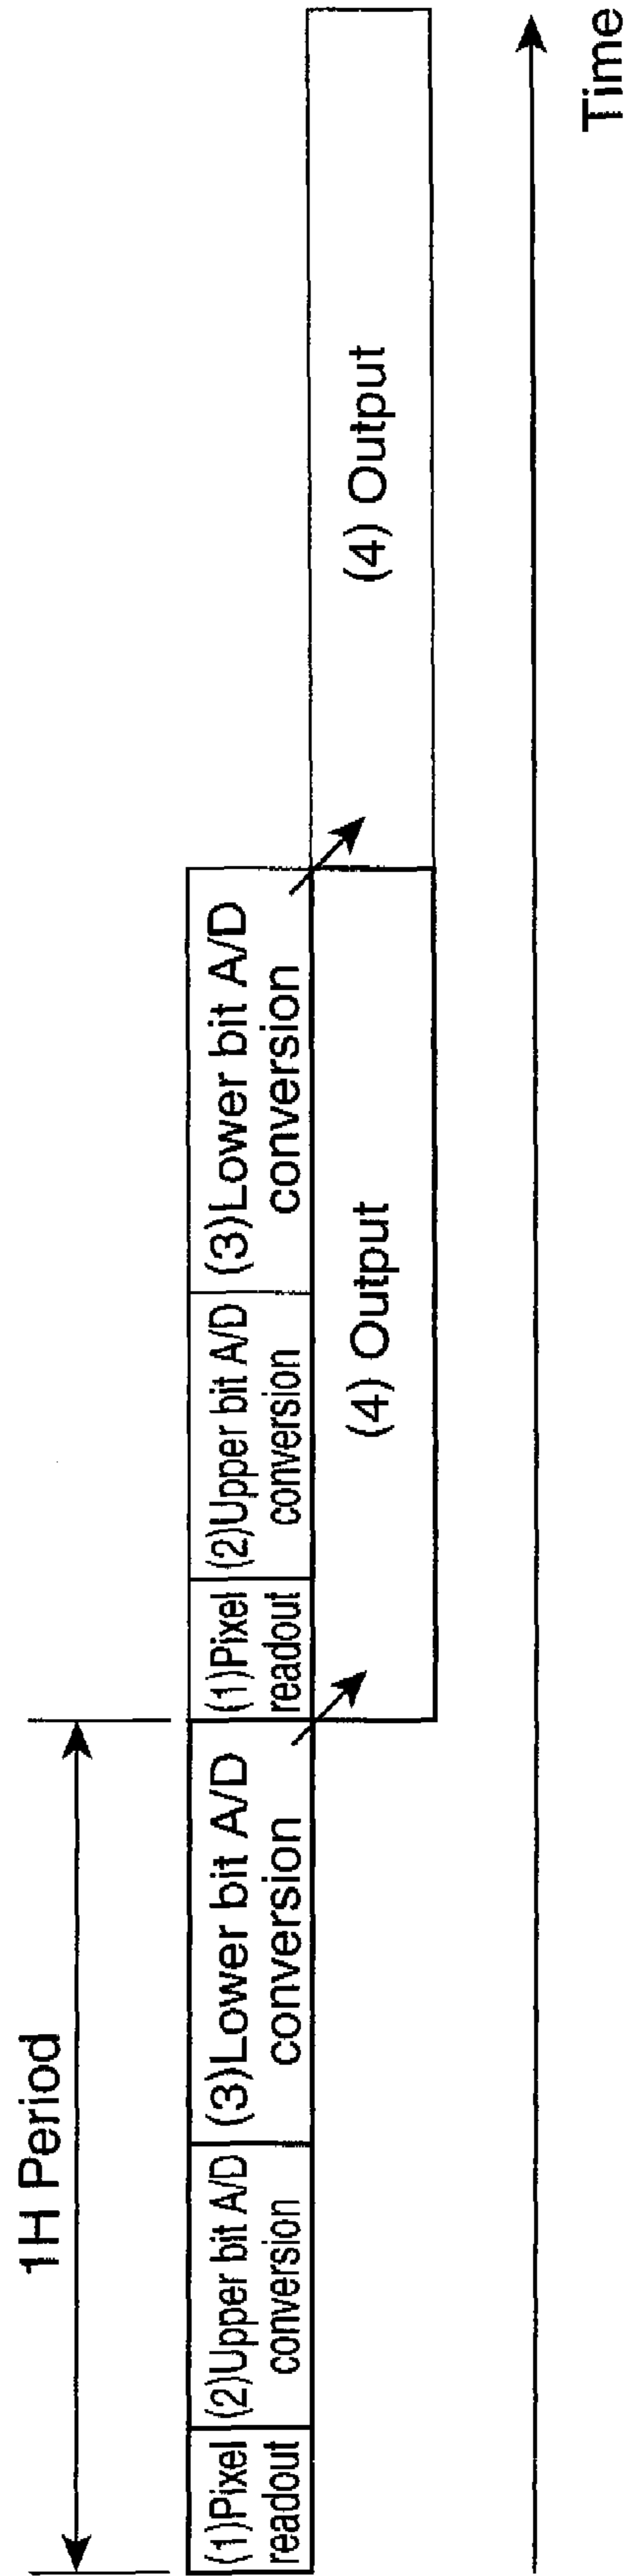 1H Period
(1)Pixel
readout
(2)Upper bit A/D
conversion
(3)Lower bit A/D
conversion
(1)Pixel
readout
(2)Upper bit A/D
conversion
(3)Lower bit A/D
conversion
(4) Output
(4) Output
Time